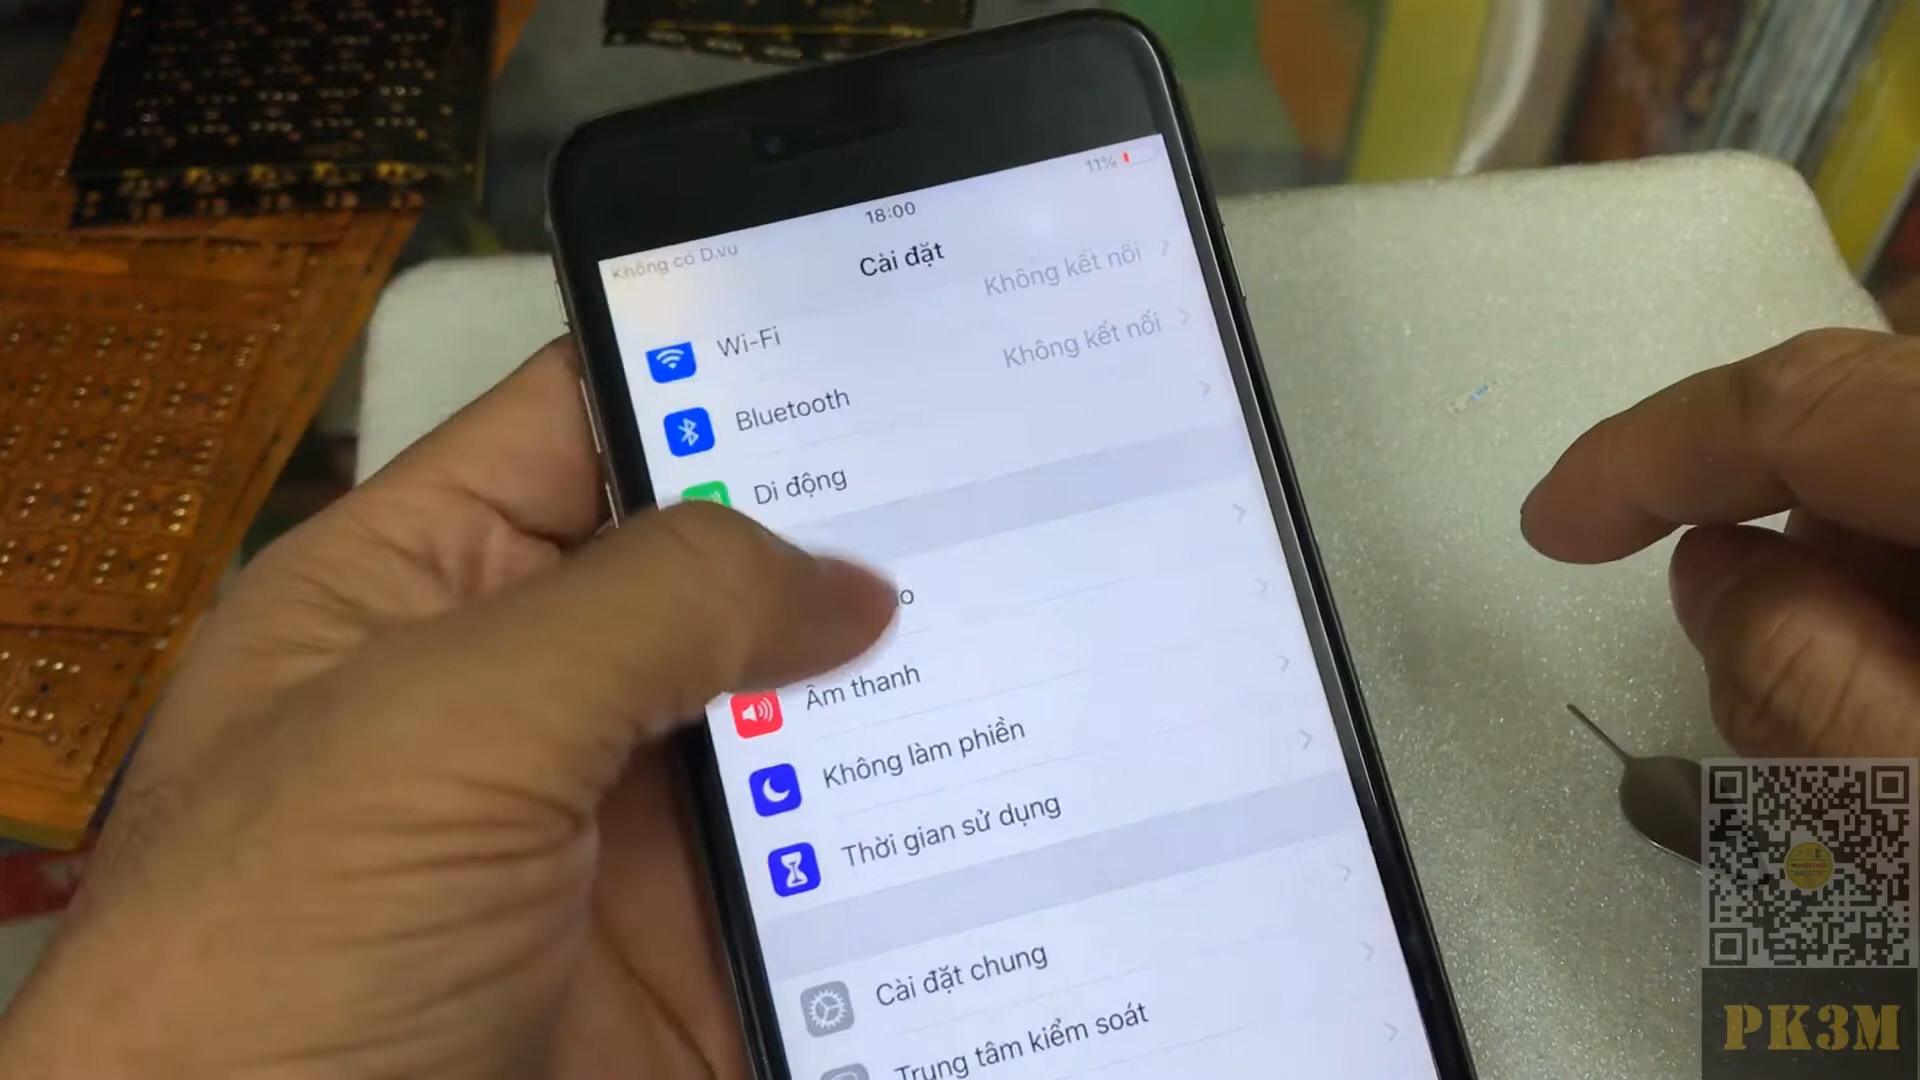 11%
18:00
Không có D.vụ
Cài đặt
Wi-Fi
Không kết nối
Bluetooth
Không kết nối
Di động
Âm thanh
Không làm phiền
Thời gian sử dụng
Cài đặt chung
Trung tâm kiểm soát
PK3M